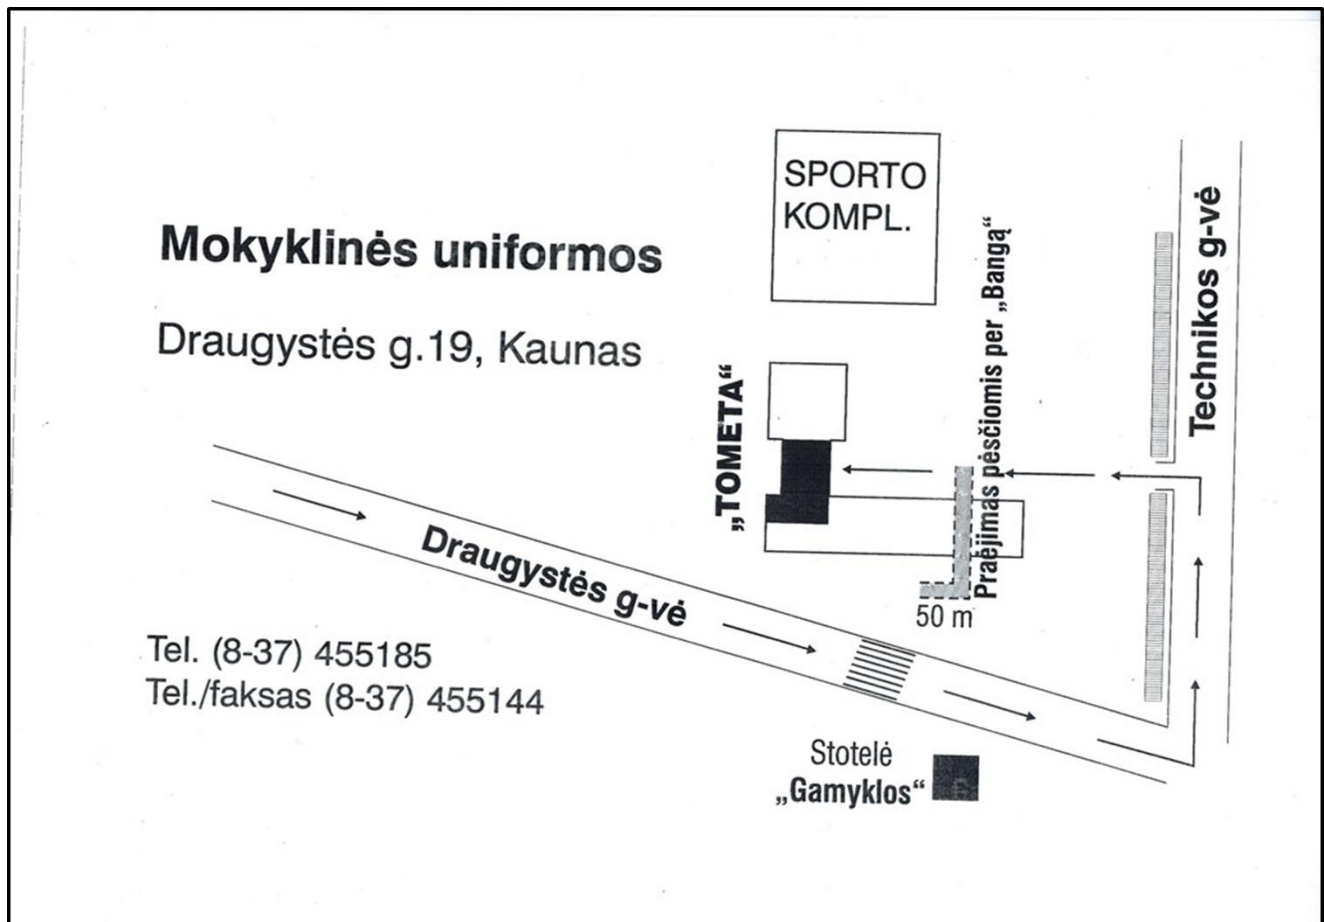 SPORTO
KOMPL.
Mokyklinės uniformos
Draugystės g.19, Kaunas
„TOMETA“
Praėjimas pėsčiomis per „Bangą“
Technikos g-vė
Draugystės g-vė
50 m
Tel. (8-37) 455185
Tel./faksas (8-37) 455144
Stotelė
„Gamyklos“